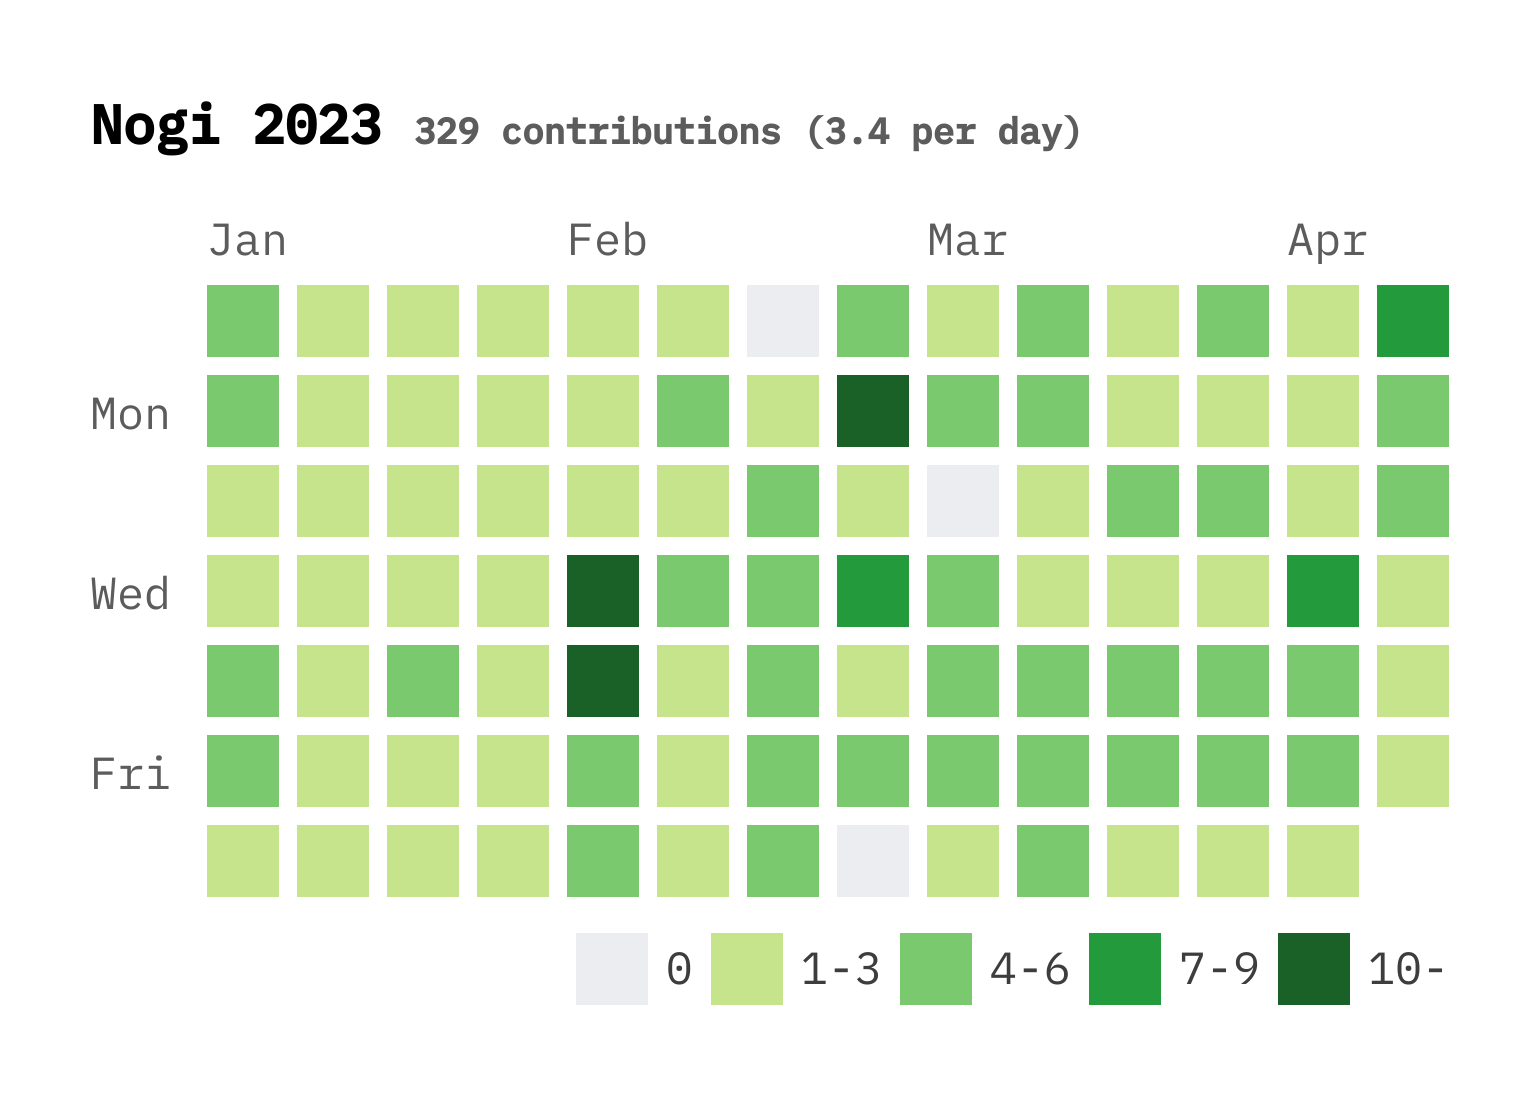 Nogi 2023 329 contributions (3.4 per day)
Jan Feb Mar Apr
Mon
Wed
Fri
0 1-3 4-6 7-9 10-